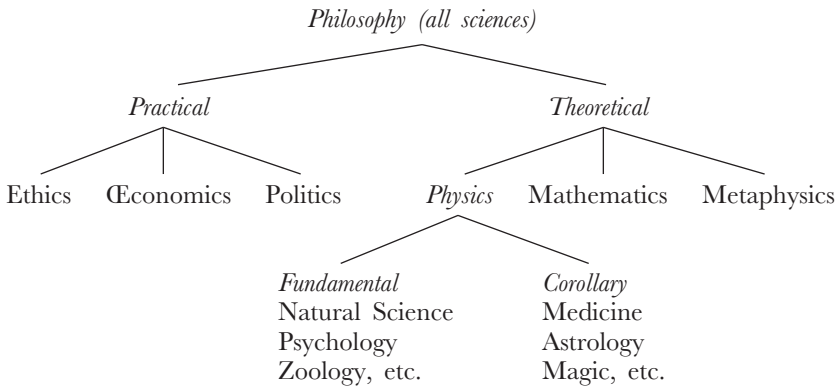 Philosophy (all sciences)
Practical Theoretical
Ethics Œconomics Politics Physics Mathematics Metaphysics
Fundamental Corollary
Natural Science Medicine
Psychology Astrology
Zoology, etc. Magic, etc.